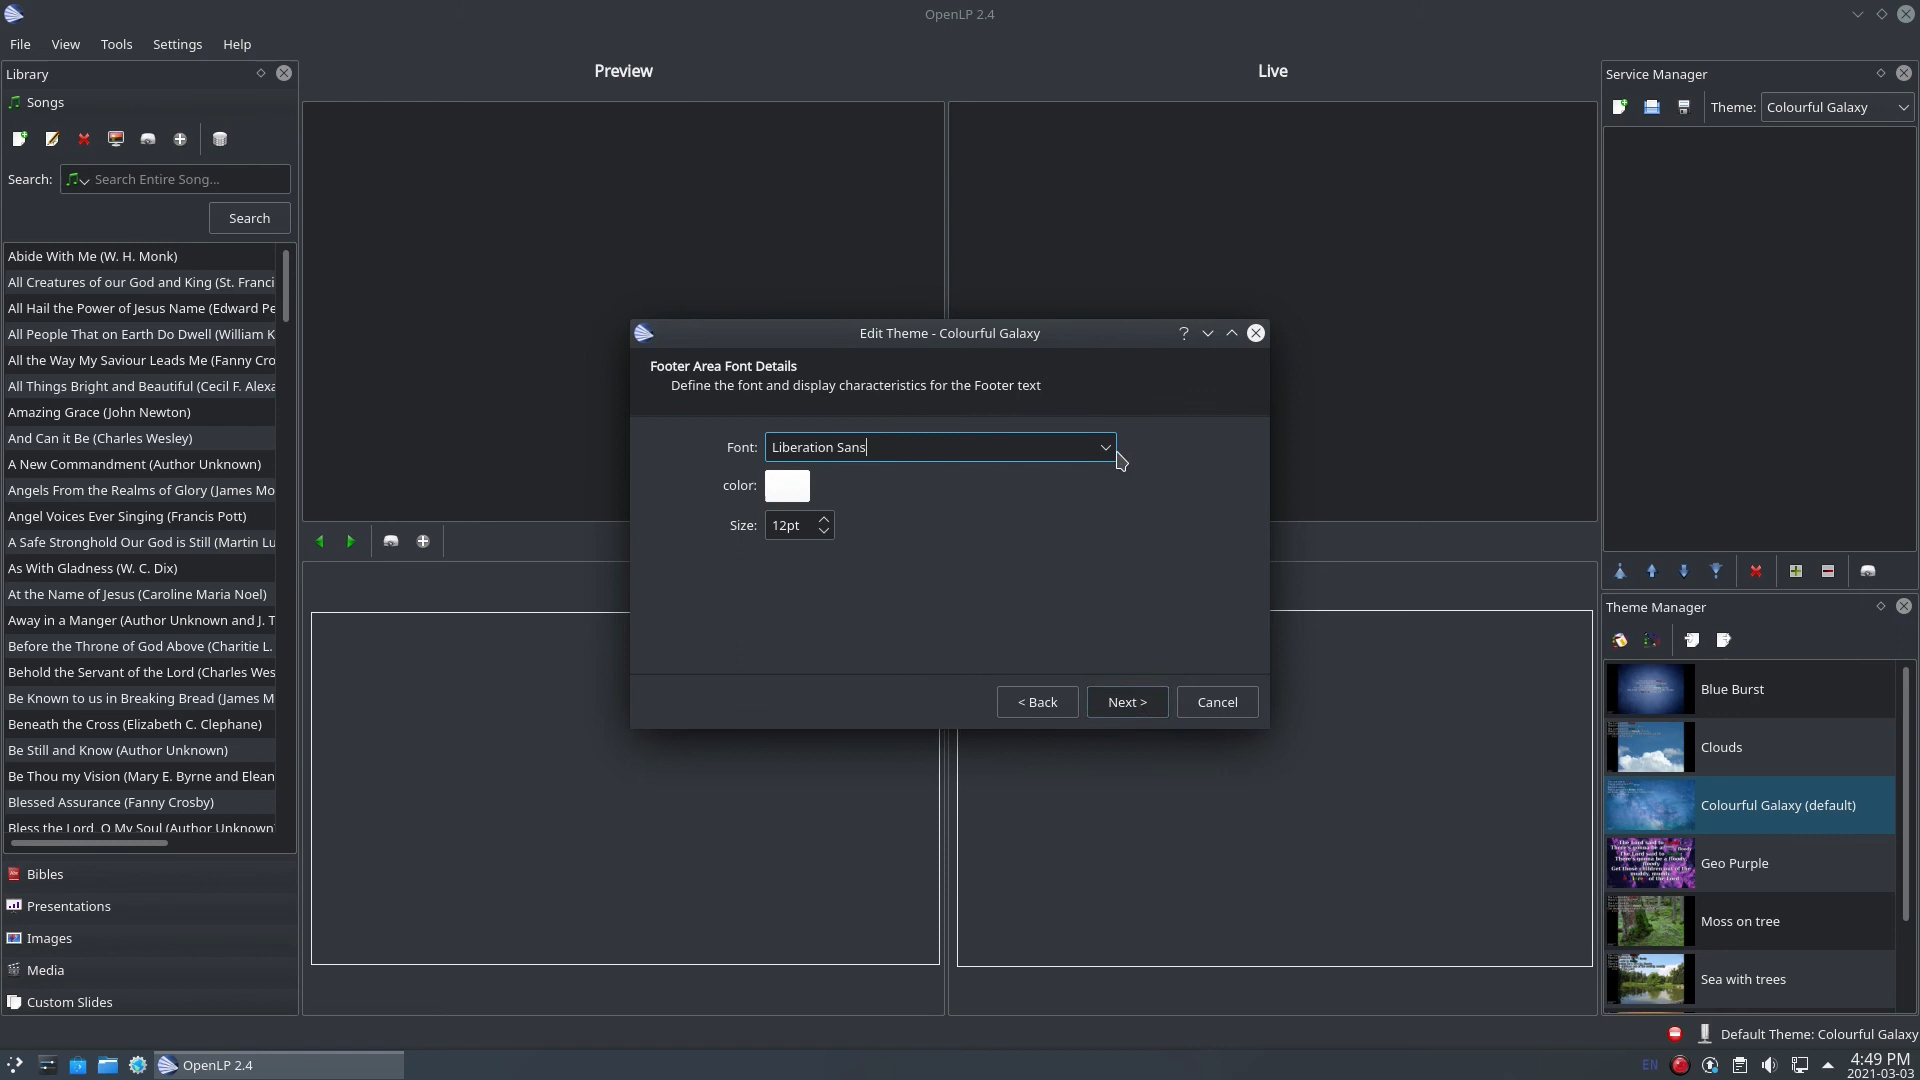 OpenLP 2.4
File View Tools Settings Help
Library
Songs
Search: Search Entire Song...
Search
Abide With Me (W. H. Monk)
All Creatures of our God and King (St. Franci
All Hail the Power of Jesus Name (Edward Pe
All People That on Earth Do Dwell (William K
All the Way My Saviour Leads Me (Fanny Cro
All Things Bright and Beautiful (Cecil F. Alexa
Amazing Grace (John Newton)
And Can it Be (Charles Wesley)
A New Commandment (Author Unknown)
Angels From the Realms of Glory (James Mo
Angel Voices Ever Singing (Francis Pott)
A Safe Stronghold Our God is Still (Martin Lu
As With Gladness (W. C. Dix)
At the Name of Jesus (Caroline Maria Noel)
Away in a Manger (Author Unknown and J. T
Before the Throne of God Above (Charitie L.
Behold the Servant of the Lord (Charles Wes
Be Known to us in Breaking Bread (James M
Beneath the Cross (Elizabeth C. Clephane)
Be Still and Know (Author Unknown)
Be Thou my Vision (Mary E. Byrne and Elean
Blessed Assurance (Fanny Crosby)
Bless the Lord, O My Soul (Author Unknown)
Bibles
Presentations
Images
Media
Custom Slides
Preview
Live
Edit Theme - Colourful Galaxy
Footer Area Font Details
Define the font and display characteristics for the Footer text
Font: Liberation Sans
color:
Size: 12pt
< Back Next > Cancel
Service Manager
Theme: Colourful Galaxy
Theme Manager
Blue Burst
Clouds
Colourful Galaxy (default)
Geo Purple
Moss on tree
Sea with trees
Default Theme: Colourful Galaxy
OpenLP 2.4
EN
4:49 PM
2021-03-03